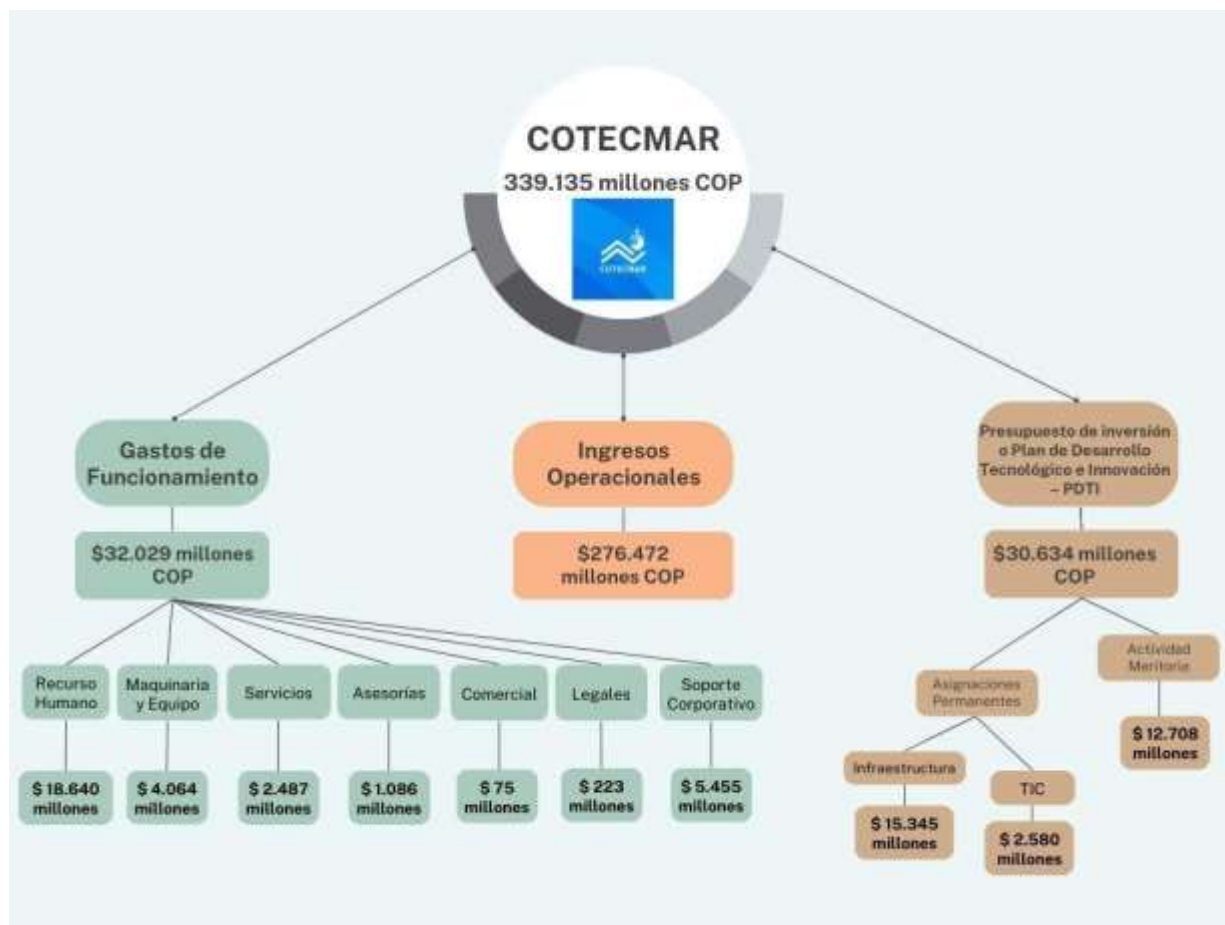 COTECMAR
339.135 millones COP
COTECMAR
Gastos de
Funcionamiento
Ingresos
Operacionales
Presupuesto de inversión
o Plan de Desarrollo
Tecnológico e Innovación
– PDTI
$32.029 millones
COP
$276.472
millones COP
$30.634 millones
COP
Recurso
Humano
Maquinaria
y Equipo
Servicios
Asesorías
Comercial
Legales
Soporte
Corporativo
$ 18.640
millones
$ 4.064
millones
$ 2.487
millones
$ 1.086
millones
$ 75
millones
$ 223
millones
$ 5.455
millones
Asignaciones
Permanentes
Actividad
Meritoria
$ 12.708
millones
Infraestructura
TIC
$ 15.345
millones
$ 2.580
millones